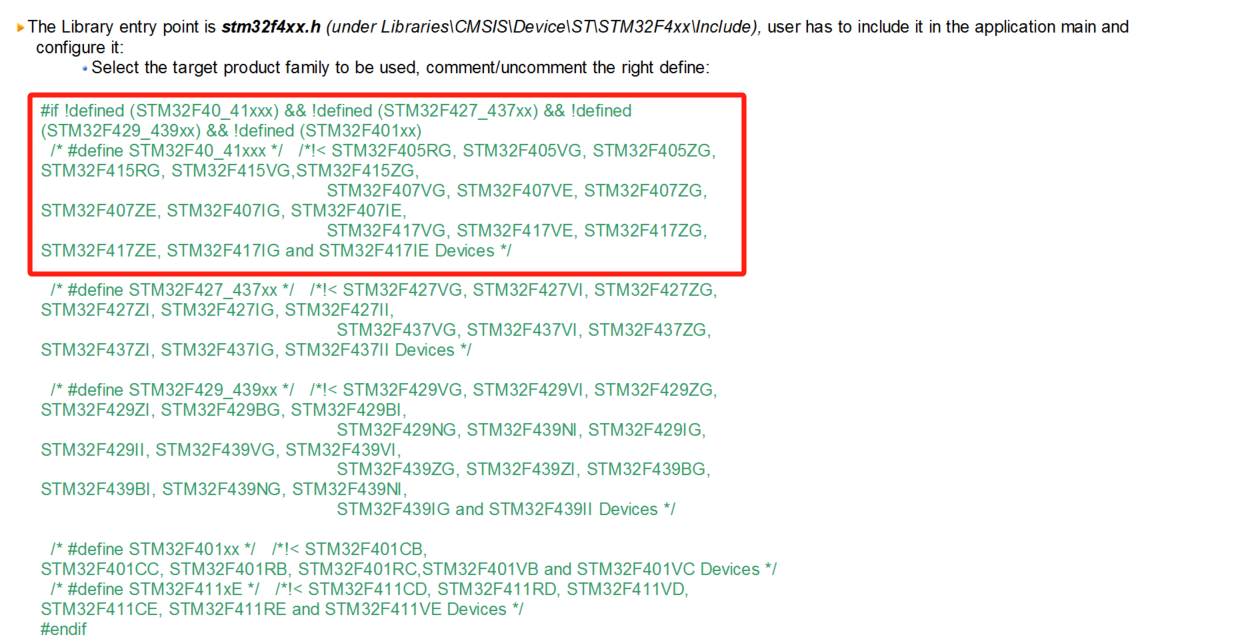 The Library entry point is stm32f4xx.h (under Libraries\CMSIS\Device\ST\STM32F4xx\Include), user has to include it in the application main and
configure it:
Select the target product family to be used, comment/uncomment the right define:
#if !defined (STM32F40_41xxx) && !defined (STM32F427_437xx) && !defined
(STM32F429_439xx) && !defined (STM32F401xx)
/* #define STM32F40_41xxx */ /*!< STM32F405RG, STM32F405VG, STM32F405ZG,
STM32F415RG, STM32F415VG,STM32F415ZG,
STM32F407VG, STM32F407VE, STM32F407ZG,
STM32F407ZE, STM32F407IG, STM32F407IE,
STM32F417VG, STM32F417VE, STM32F417ZG,
STM32F417ZE, STM32F417IG and STM32F417IE Devices */
/* #define STM32F427_437xx */ /*!< STM32F427VG, STM32F427VI, STM32F427ZG,
STM32F427ZI, STM32F427IG, STM32F427II,
STM32F437VG, STM32F437VI, STM32F437ZG,
STM32F437ZI, STM32F437IG, STM32F437II Devices */
/* #define STM32F429_439xx */ /*!< STM32F429VG, STM32F429VI, STM32F429ZG,
STM32F429ZI, STM32F429BG, STM32F429BI,
STM32F429NG, STM32F439NI, STM32F429IG,
STM32F429II, STM32F439VG, STM32F439VI,
STM32F439ZG, STM32F439ZI, STM32F439BG,
STM32F439BI, STM32F439NG, STM32F439NI,
STM32F439IG and STM32F439II Devices */
/* #define STM32F401xx */ /*!< STM32F401CB,
STM32F401CC, STM32F401RB, STM32F401RC,STM32F401VB and STM32F401VC Devices */
/* #define STM32F411xE */ /*!< STM32F411CD, STM32F411RD, STM32F411VD,
STM32F411CE, STM32F411RE and STM32F411VE Devices */
#endif